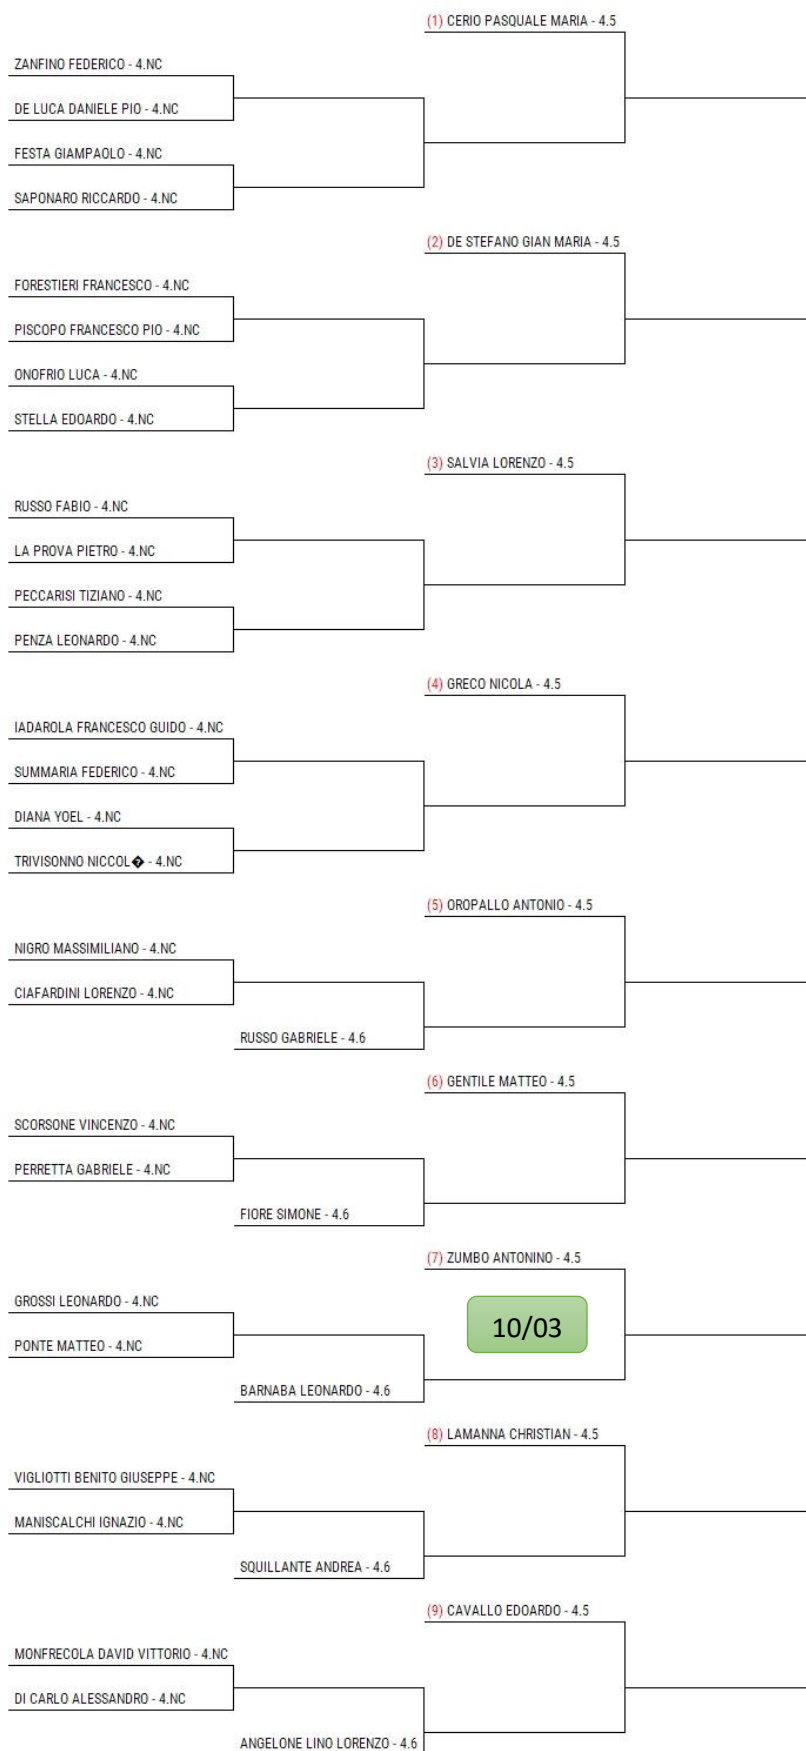 (1) CERIO PASQUALE MARIA - 4.5
ZANFINO FEDERICO - 4.NC
DE LUCA DANIELE PIO - 4.NC
FESTA GIAMPAOLO - 4.NC
SAPONARO RICCARDO - 4.NC
(2) DE STEFANO GIAN MARIA - 4.5
FORESTIERI FRANCESCO - 4.NC
PISCOPO FRANCESCO PIO - 4.NC
ONOFRIO LUCA - 4.NC
STELLA EDOARDO - 4.NC
(3) SALVIA LORENZO - 4.5
RUSSO FABIO - 4.NC
LA PROVA PIETRO - 4.NC
PECCARISI TIZIANO - 4.NC
PENZA LEONARDO - 4.NC
(4) GRECO NICOLA - 4.5
IADAROLA FRANCESCO GUIDO - 4.NC
SUMMARIA FEDERICO - 4.NC
DIANA YOEL - 4.NC
TRIVISONNO NICCOL� - 4.NC
(5) OROPALLO ANTONIO - 4.5
NIGRO MASSIMILIANO - 4.NC
CIAFARDINI LORENZO - 4.NC
RUSSO GABRIELE - 4.6
(6) GENTILE MATTEO - 4.5
SCORSONE VINCENZO - 4.NC
PERRETTA GABRIELE - 4.NC
FIORE SIMONE - 4.6
(7) ZUMBO ANTONINO - 4.5
GROSSI LEONARDO - 4.NC
10/03
PONTE MATTEO - 4.NC
BARNABA LEONARDO - 4.6
(8) LAMANNA CHRISTIAN - 4.5
VIGLIOTTI BENITO GIUSEPPE - 4.NC
MANISCALCHI IGNAZIO - 4.NC
SQUILLANTE ANDREA - 4.6
(9) CAVALLO EDOARDO - 4.5
MONFRECOLA DAVID VITTORIO - 4.NC
DI CARLO ALESSANDRO - 4.NC
ANGELONE LINO LORENZO - 4.6